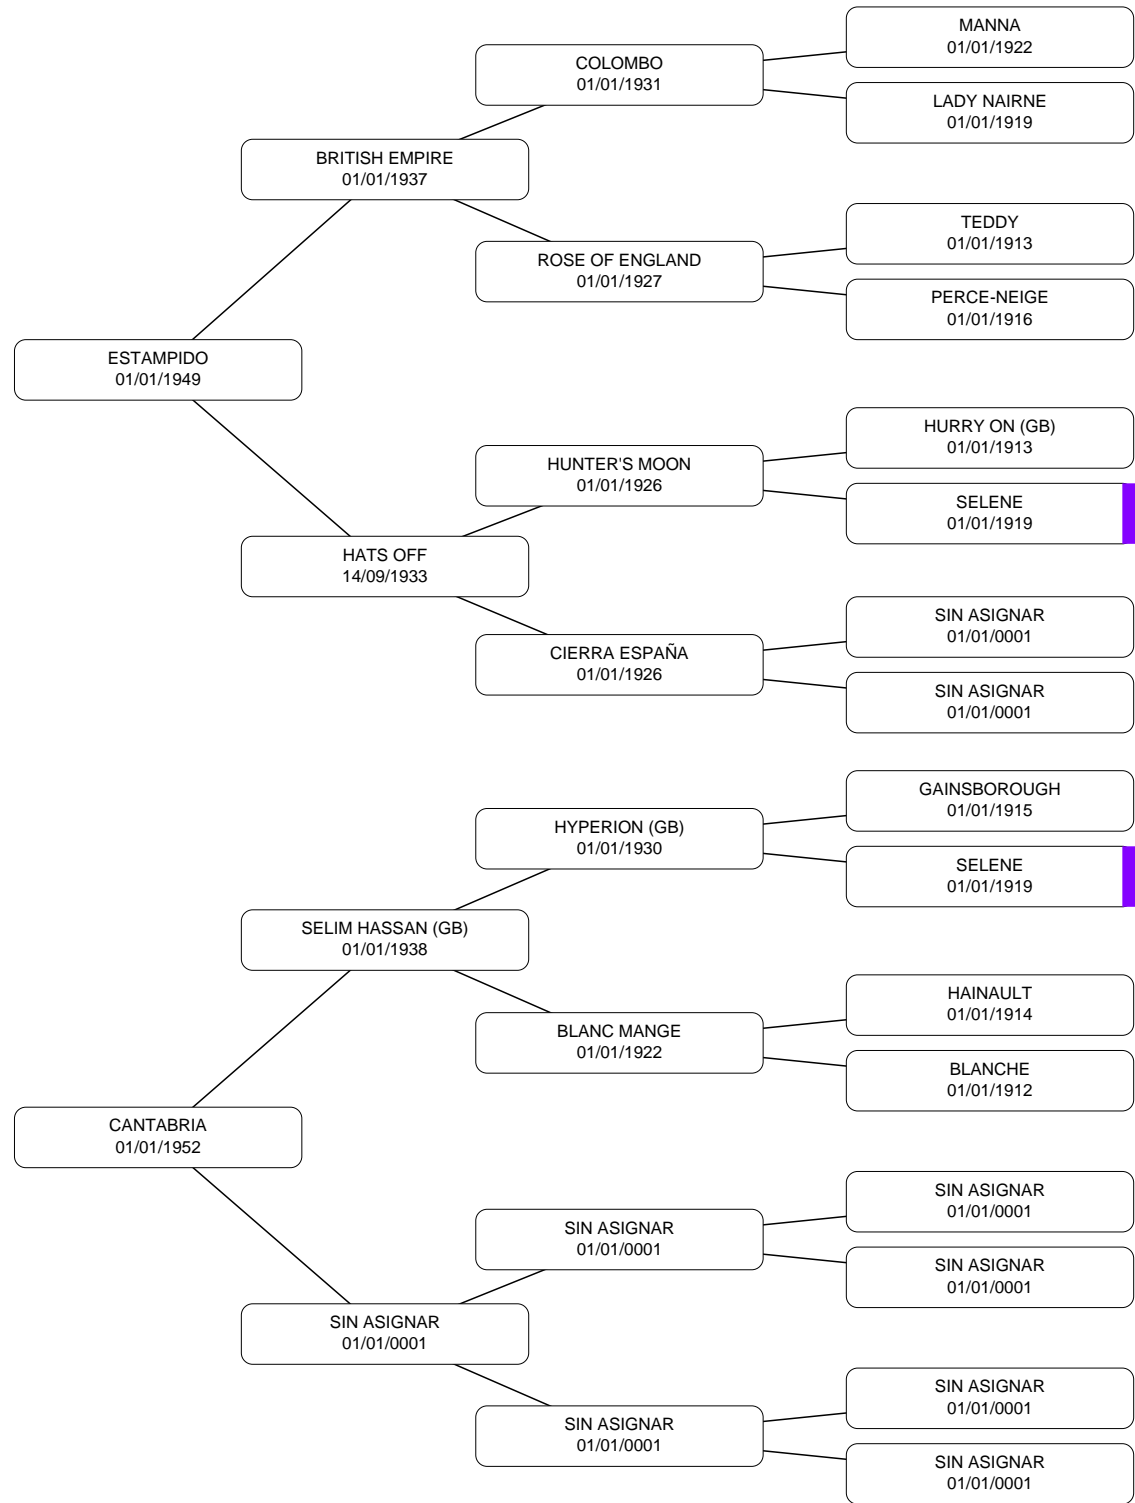 MANNA
01/01/1922
COLOMBO
01/01/1931
LADY NAIRNE
01/01/1919
BRITISH EMPIRE
01/01/1937
TEDDY
01/01/1913
ROSE OF ENGLAND
01/01/1927
PERCE-NEIGE
01/01/1916
ESTAMPIDO
01/01/1949
HURRY ON (GB)
01/01/1913
HUNTER'S MOON
01/01/1926
SELENE
01/01/1919
HATS OFF
14/09/1933
SIN ASIGNAR
01/01/0001
CIERRA ESPAÑA
01/01/1926
SIN ASIGNAR
01/01/0001
GAINSBOROUGH
01/01/1915
HYPERION (GB)
01/01/1930
SELENE
01/01/1919
SELIM HASSAN (GB)
01/01/1938
HAINAULT
01/01/1914
BLANC MANGE
01/01/1922
BLANCHE
01/01/1912
CANTABRIA
01/01/1952
SIN ASIGNAR
01/01/0001
SIN ASIGNAR
01/01/0001
SIN ASIGNAR
01/01/0001
SIN ASIGNAR
01/01/0001
SIN ASIGNAR
01/01/0001
SIN ASIGNAR
01/01/0001
SIN ASIGNAR
01/01/0001